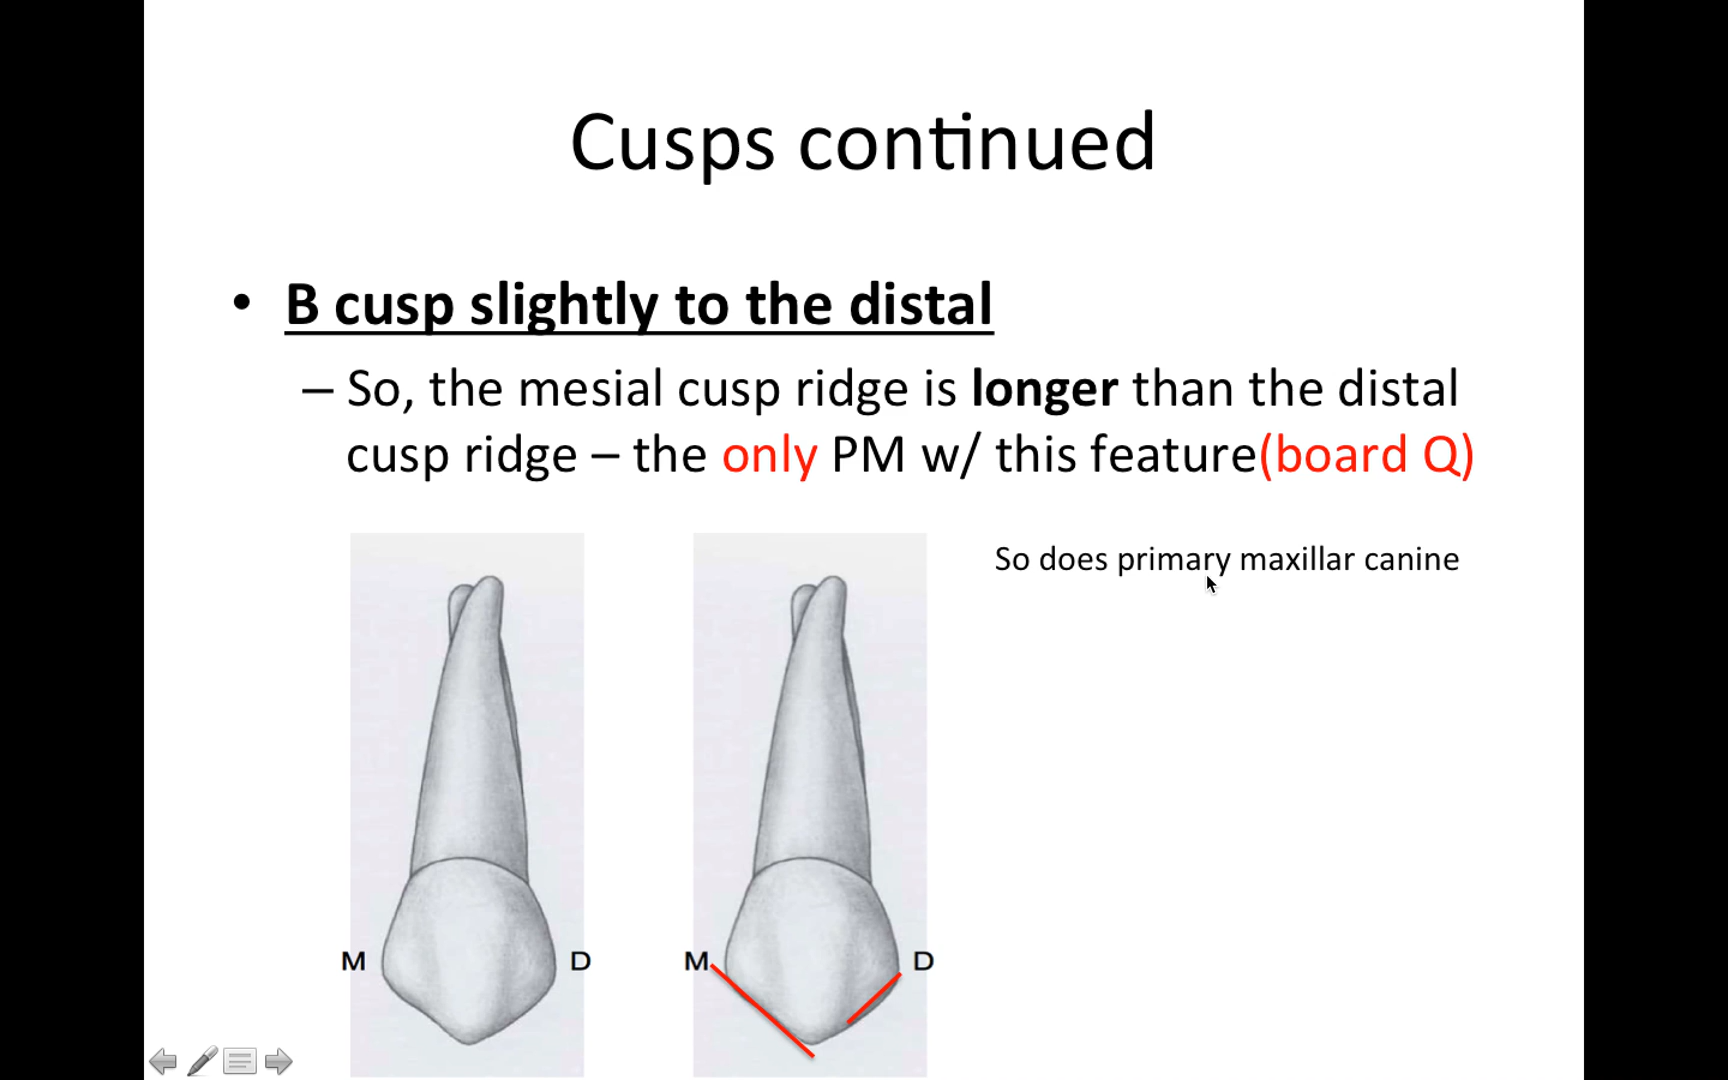 Cusps continued
• B cusp slightly to the distal
– So, the mesial cusp ridge is longer than the distal
cusp ridge – the only PM w/ this feature(board Q)
So does primary maxillar canine
M D M D